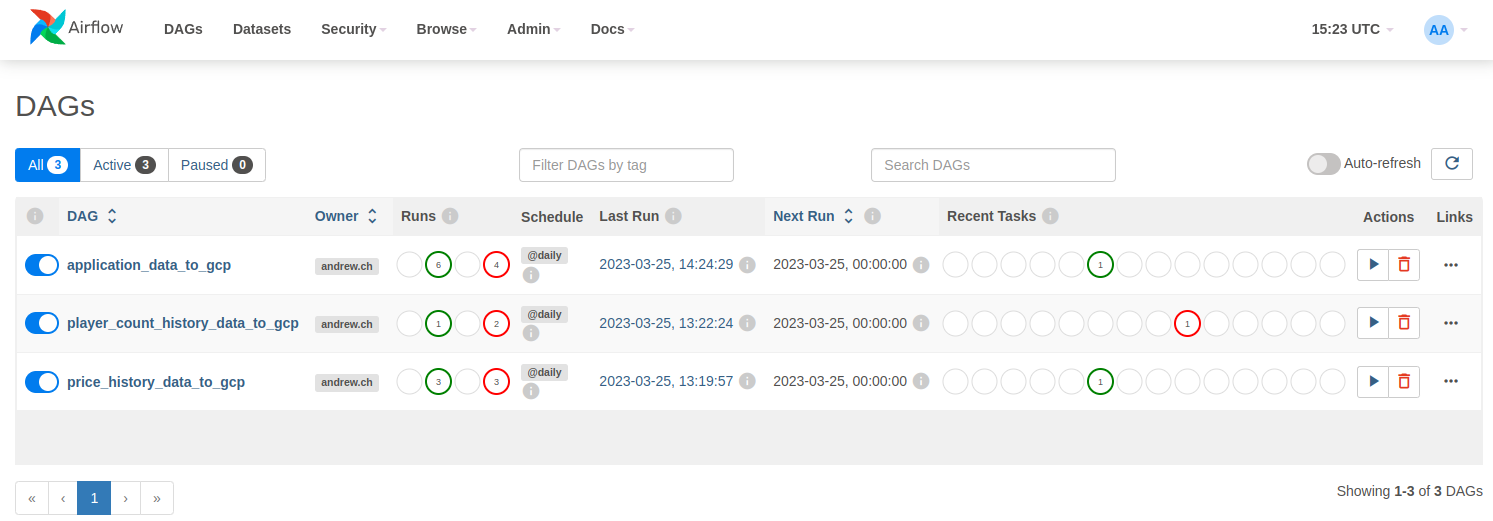 Airflow DAGs Datasets Security Browse Admin Docs 15:23 UTC AA
DAGs
All 3 Active 3 Paused 0 Filter DAGs by tag Search DAGs Auto-refresh
DAG Owner Runs Schedule Last Run Next Run Recent Tasks Actions Links
application_data_to_gcp andrew.ch 6 4 @daily 2023-03-25, 14:24:29 2023-03-25, 00:00:00 1
player_count_history_data_to_gcp andrew.ch 1 2 @daily 2023-03-25, 13:22:24 2023-03-25, 00:00:00 1
price_history_data_to_gcp andrew.ch 3 3 @daily 2023-03-25, 13:19:57 2023-03-25, 00:00:00 1
« ‹ 1 › » Showing 1-3 of 3 DAGs